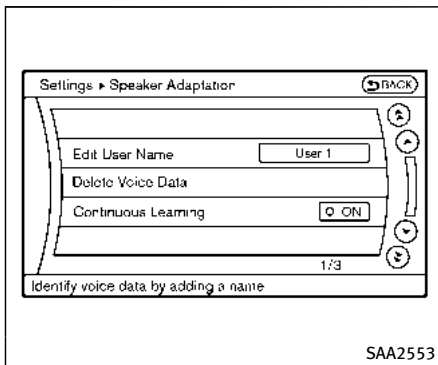 Settings ▸ Speaker Adaptation
BACK
Edit User Name
User 1
Delete Voice Data
Continuous Learning
ON
1/3
Identify voice data by adding a name
SAA2553